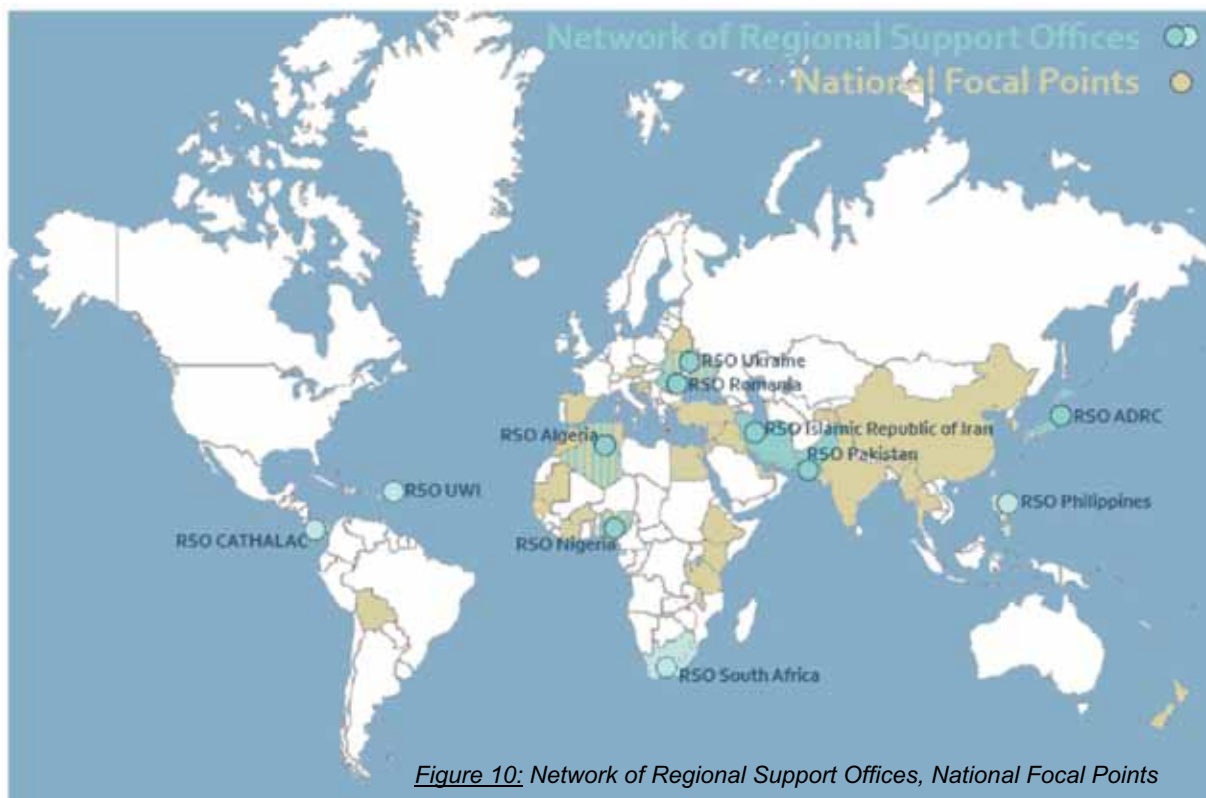 Network of Regional Support Offices
National Focal Points
RSO Ukraine
RSO Romania
RSO ADRC
RSO Islamic Republic of Iran
RSO Algeria
RSO Pakistan
RSO UWI
RSO Philippines
RSO CATHALAC
RSO Nigeria
RSO South Africa
Figure 10: Network of Regional Support Offices, National Focal Points